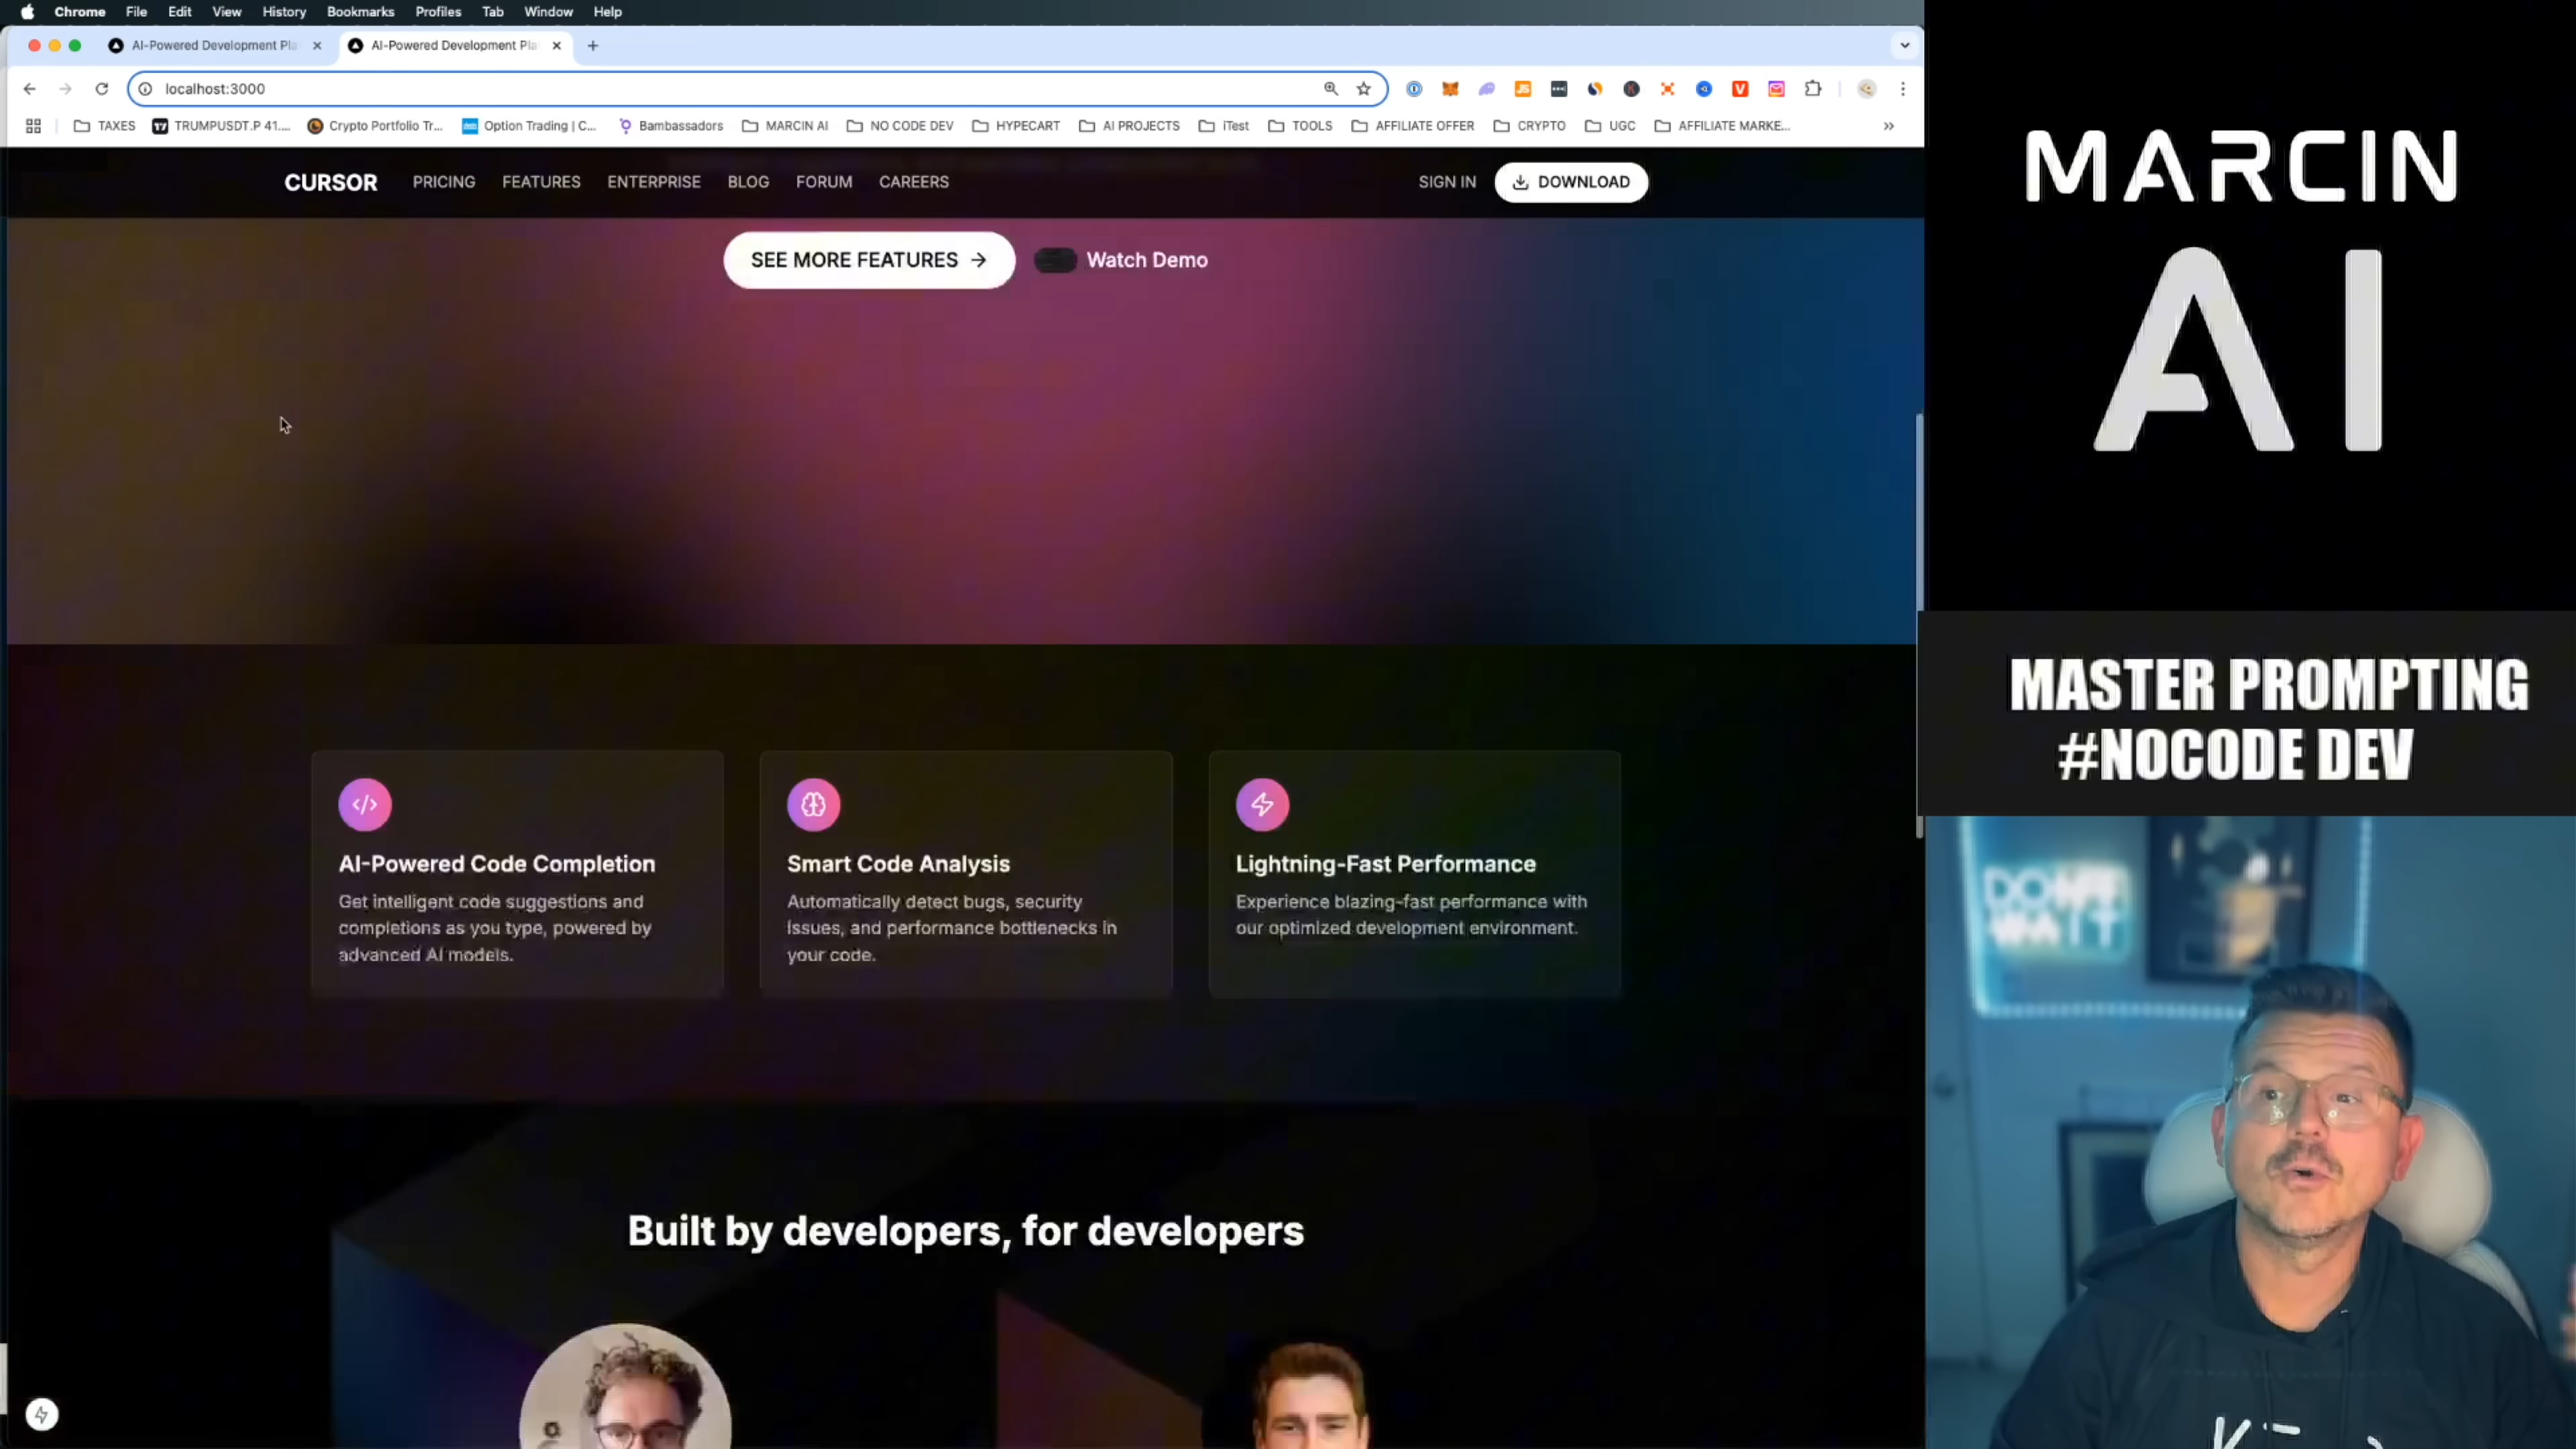 Chrome File Edit View History Bookmarks Profiles Tab Window Help
AI-Powered Development Pla
AI-Powered Development Pla
localhost:3000
TAXES
TRUMPUSDT.P 41....
Crypto Portfolio Tr...
Option Trading | C...
Bambassadors
MARCIN AI
NO CODE DEV
HYPECART
AI PROJECTS
iTest
TOOLS
AFFILIATE OFFER
CRYPTO
UGC
AFFILIATE MARKE...
CURSOR PRICING FEATURES ENTERPRISE BLOG FORUM CAREERS
SIGN IN DOWNLOAD
SEE MORE FEATURES →
Watch Demo
AI-Powered Code Completion
Get intelligent code suggestions and
completions as you type, powered by
advanced AI models.
Smart Code Analysis
Automatically detect bugs, security
issues, and performance bottlenecks in
your code.
Lightning-Fast Performance
Experience blazing-fast performance with
our optimized development environment.
Built by developers, for developers
MARCIN
AI
MASTER PROMPTING
#NOCODE DEV
DON'T
WAIT